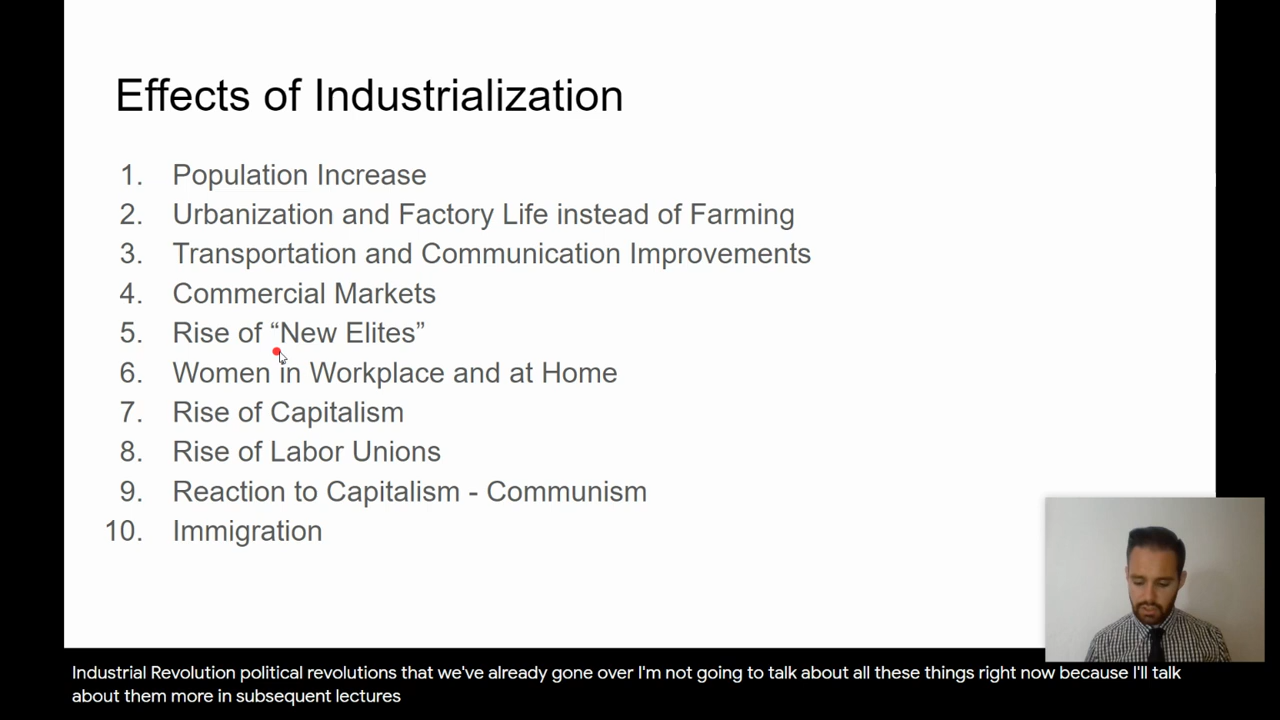 Effects of Industrialization
1. Population Increase
2. Urbanization and Factory Life instead of Farming
3. Transportation and Communication Improvements
4. Commercial Markets
5. Rise of “New Elites”
6. Women in Workplace and at Home
7. Rise of Capitalism
8. Rise of Labor Unions
9. Reaction to Capitalism - Communism
10. Immigration
Industrial Revolution political revolutions that we've already gone over I'm not going to talk about all these things right now because I'll talk
about them more in subsequent lectures